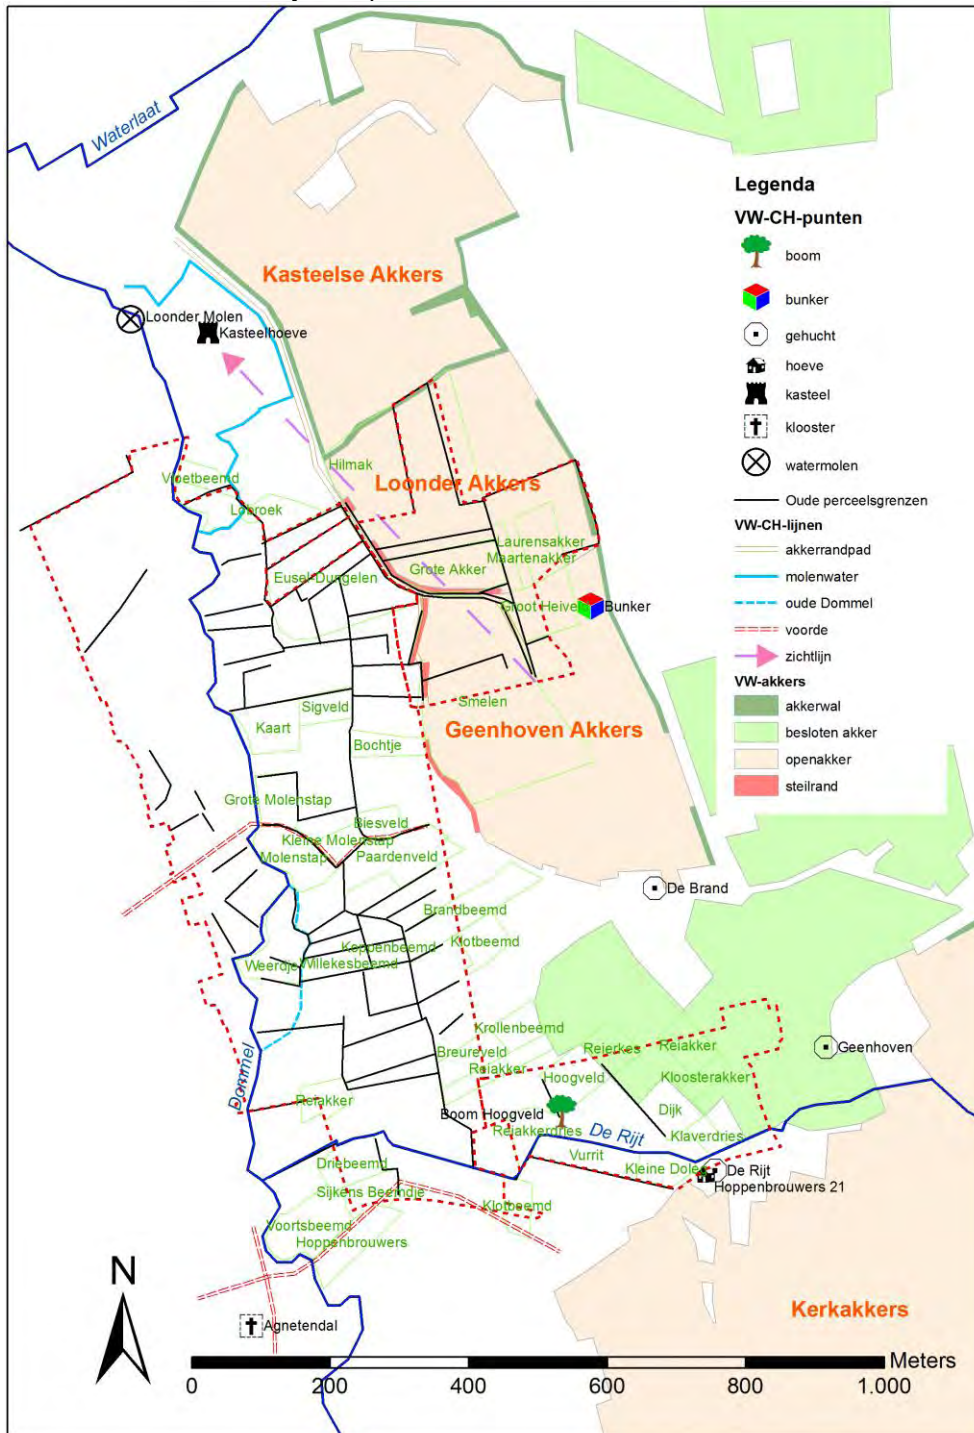 Waterlaat
Legenda
VW-CH-punten
boom
bunker
gehucht
hoeve
kasteel
klooster
watermolen
Oude perceelsgrenzen
VW-CH-lijnen
akkerrandpad
molenwater
oude Dommel
voorde
zichtlijn
VW-akkers
akkerwal
besloten akker
openakker
steilrand
Kasteelse Akkers
Loonder Molen
Kasteelhoeve
Hilmak
Loonder Akkers
Vroetbeemd
Lobroek
Laurensakker
Maartenakker
Grote Akker
Eusel-Dungelen
Groot Heiveld
Bunker
Sigveld
Smelen
Kaart
Geenhoven Akkers
Bochtje
Grote Molenstap
Biesveld
Kleine Molenstap
Molenstap
Paardenveld
De Brand
Brandbeemd
Koppenbeemd
Klotbeemd
Weerdje
Willekesbeemd
Krollenbeemd
Breureveld
Reierkes
Reiakker
Geenhoven
Reiakker
Hoogveld
Kloosterakker
Dommel
Reiakker
Boom Hoogveld
Dijk
Reiakkerdries
De Rijt
Klaverdries
Vurrit
Driebeemd
Kleine Doles
De Rijt
Sijkens Beemdje
Hoppenbrouwers 21
Klotbeemd
Voortsbeemd
Hoppenbrouwers
N
Agnetendal
Kerkakkers
Meters
0 200 400 600 800 1.000